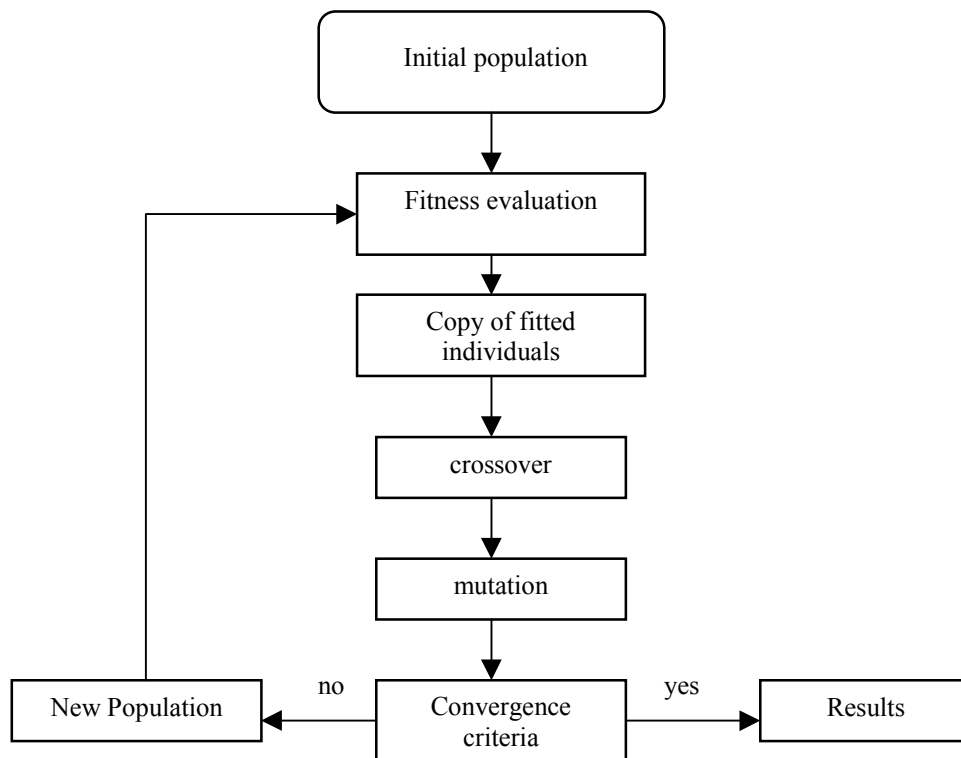 Initial population
Fitness evaluation
Copy of fitted
individuals
crossover
mutation
no
yes
New Population
Convergence
criteria
Results